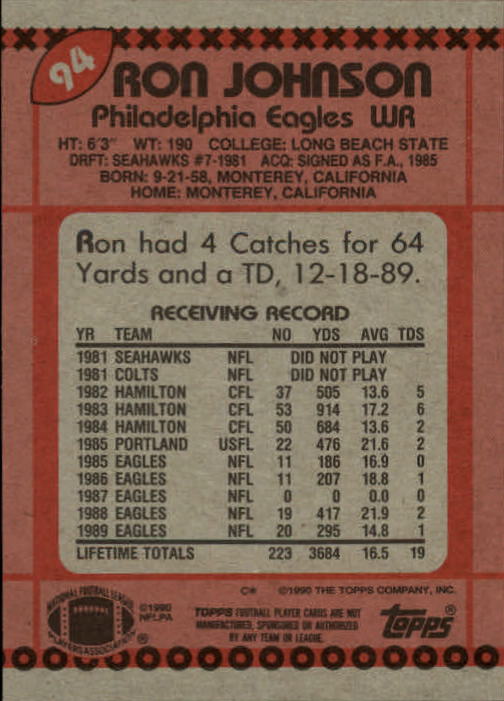 94
RON JOHNSON
Philadelphia Eagles WR
HT: 6'3" WT: 190 COLLEGE: LONG BEACH STATE
DRFT: SEAHAWKS #7-1981 ACQ: SIGNED AS F.A., 1985
BORN: 9-21-58, MONTEREY, CALIFORNIA
HOME: MONTEREY, CALIFORNIA
Ron had 4 Catches for 64
Yards and a TD, 12-18-89.
RECEIVING RECORD
YR TEAM NO YDS AVG TDS
1981 SEAHAWKS NFL DID NOT PLAY
1981 COLTS NFL DID NOT PLAY
1982 HAMILTON CFL 37 505 13.6 5
1983 HAMILTON CFL 53 914 17.2 6
1984 HAMILTON CFL 50 684 13.6 2
1985 PORTLAND USFL 22 476 21.6 2
1985 EAGLES NFL 11 186 16.9 0
1986 EAGLES NFL 11 207 18.8 1
1987 EAGLES NFL 0 0 0.0 0
1988 EAGLES NFL 19 417 21.9 2
1989 EAGLES NFL 20 295 14.8 1
LIFETIME TOTALS 223 3684 16.5 19
C* ©1990 THE TOPPS COMPANY, INC.
NATIONAL FOOTBALL LEAGUE
PLAYERS ASSOCIATION ®
©1990
NFLPA
TOPPS FOOTBALL PLAYER CARDS ARE NOT
MANUFACTURED, SPONSORED OR AUTHORIZED
BY ANY TEAM OR LEAGUE.
topps®